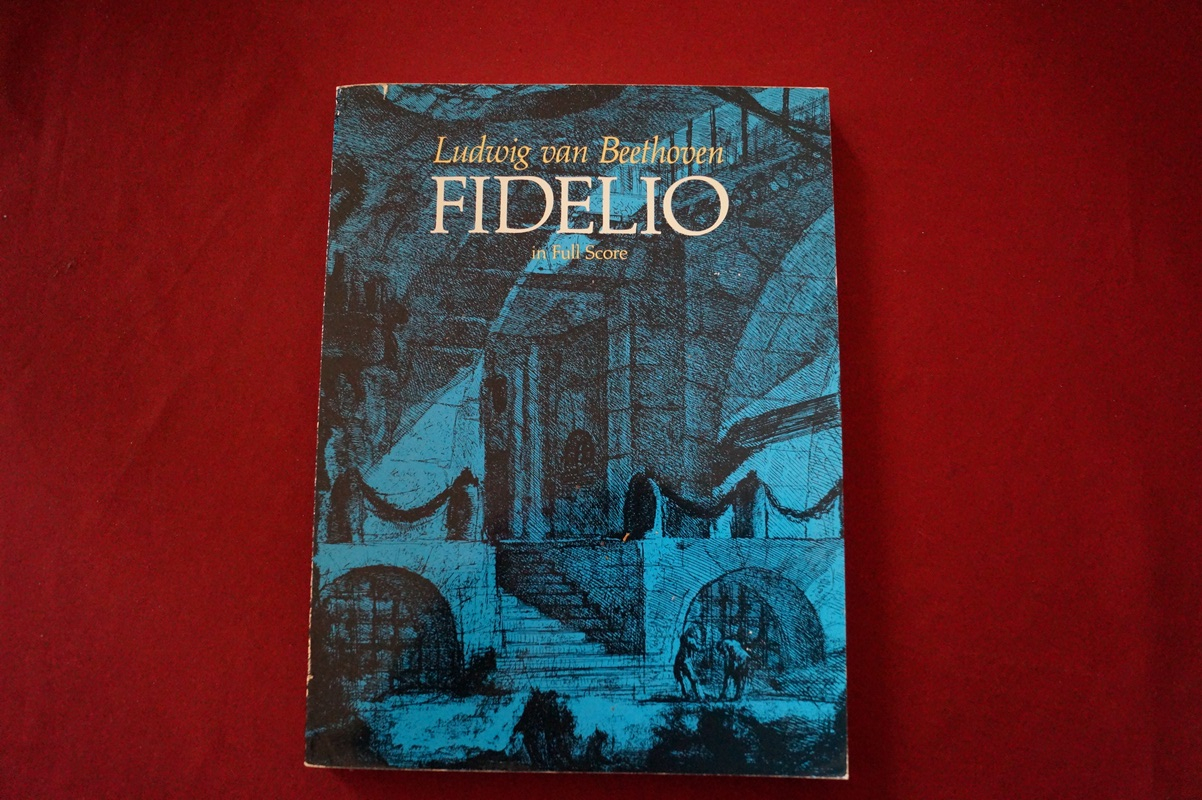 Ludwig van Beethoven
FIDELIO
in Full Score